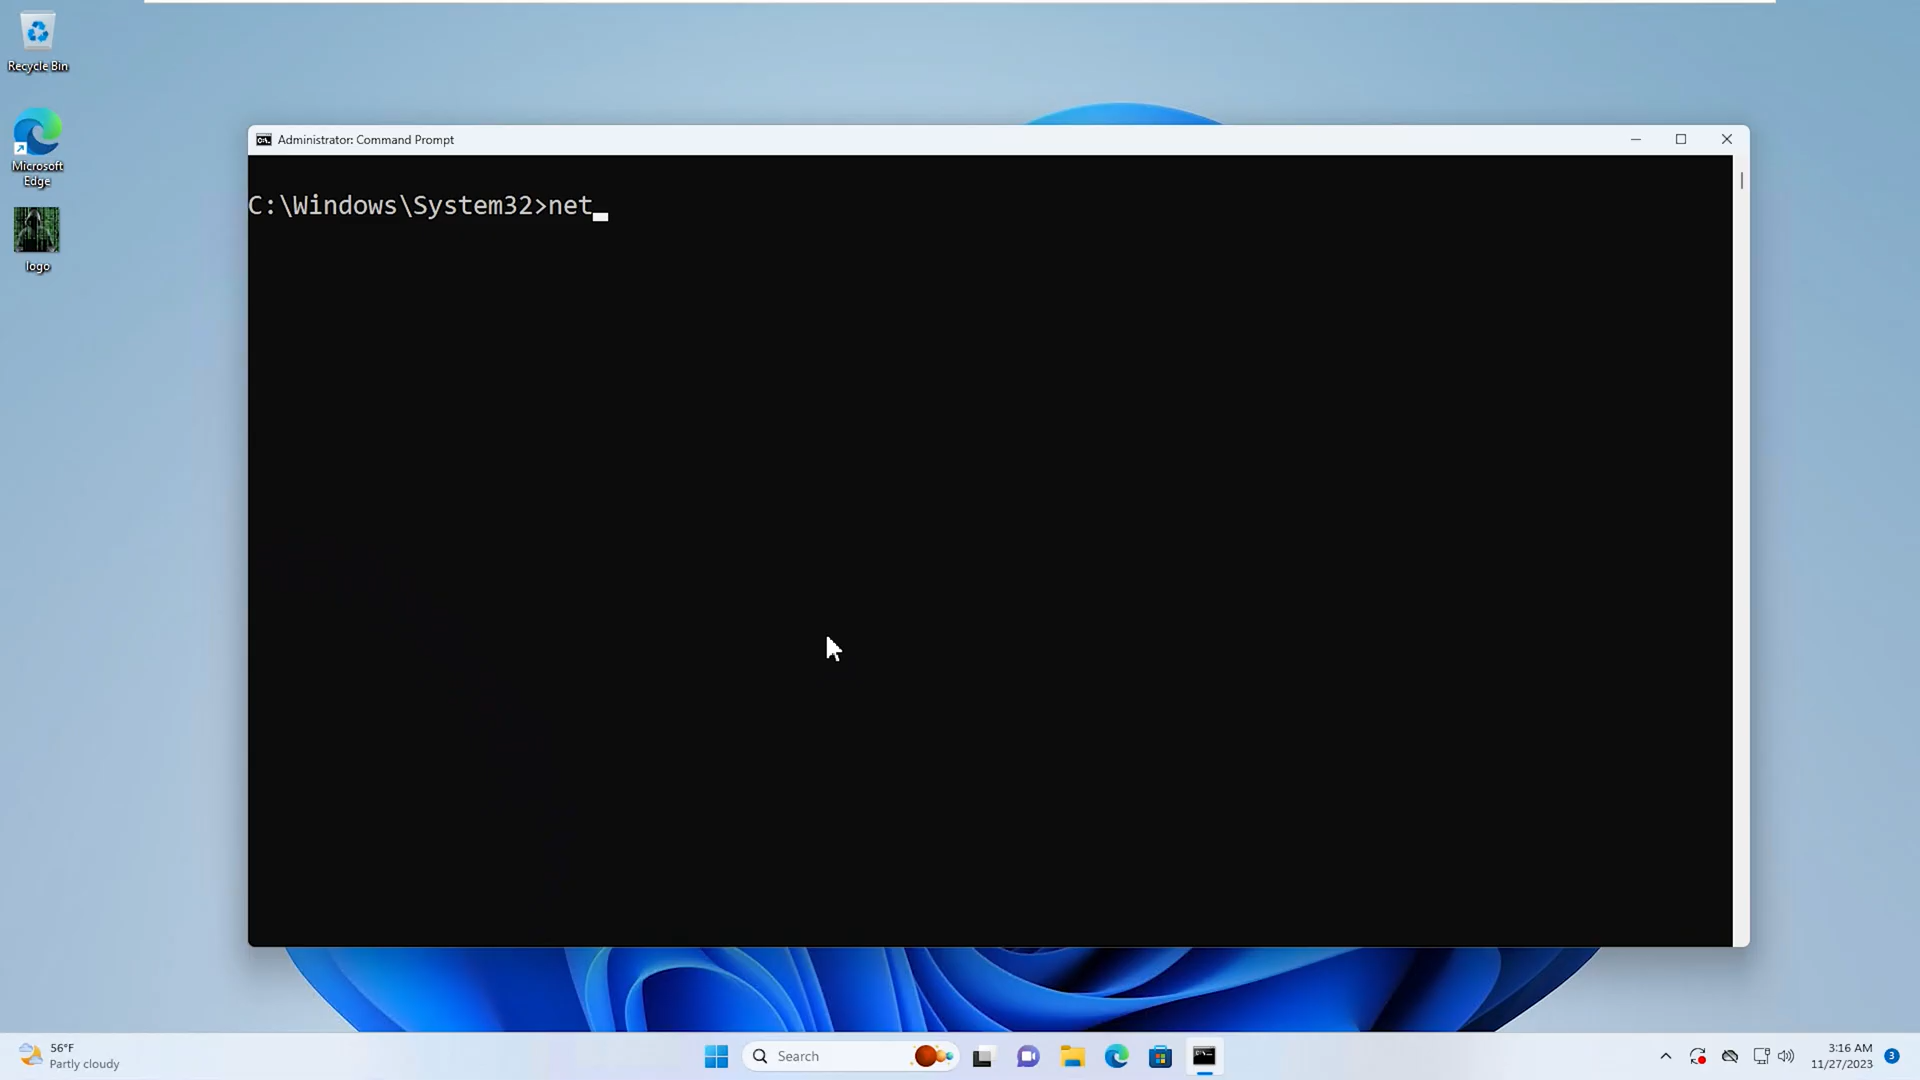 Recycle Bin
Microsoft
Edge
logo
Administrator: Command Prompt
C:\Windows\System32>net
56°F
Partly cloudy
Search
3:16 AM
11/27/2023
3